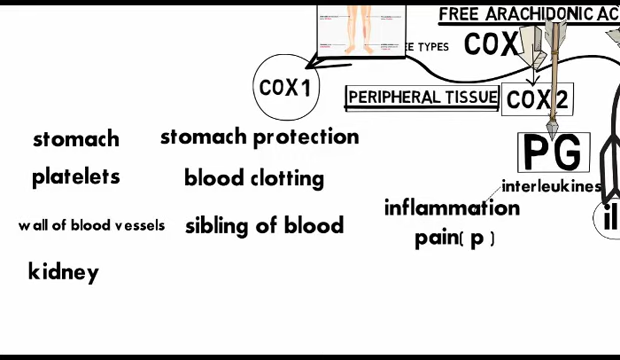 FREE ARACHIDONIC AC
EE TYPES COX
COX1
PERIPHERAL TISSUE COX2
stomach stomach protection
PG
platelets blood clotting
interleukines
inflammation
wall of blood vessels sibling of blood
il
pain( p )
kidney